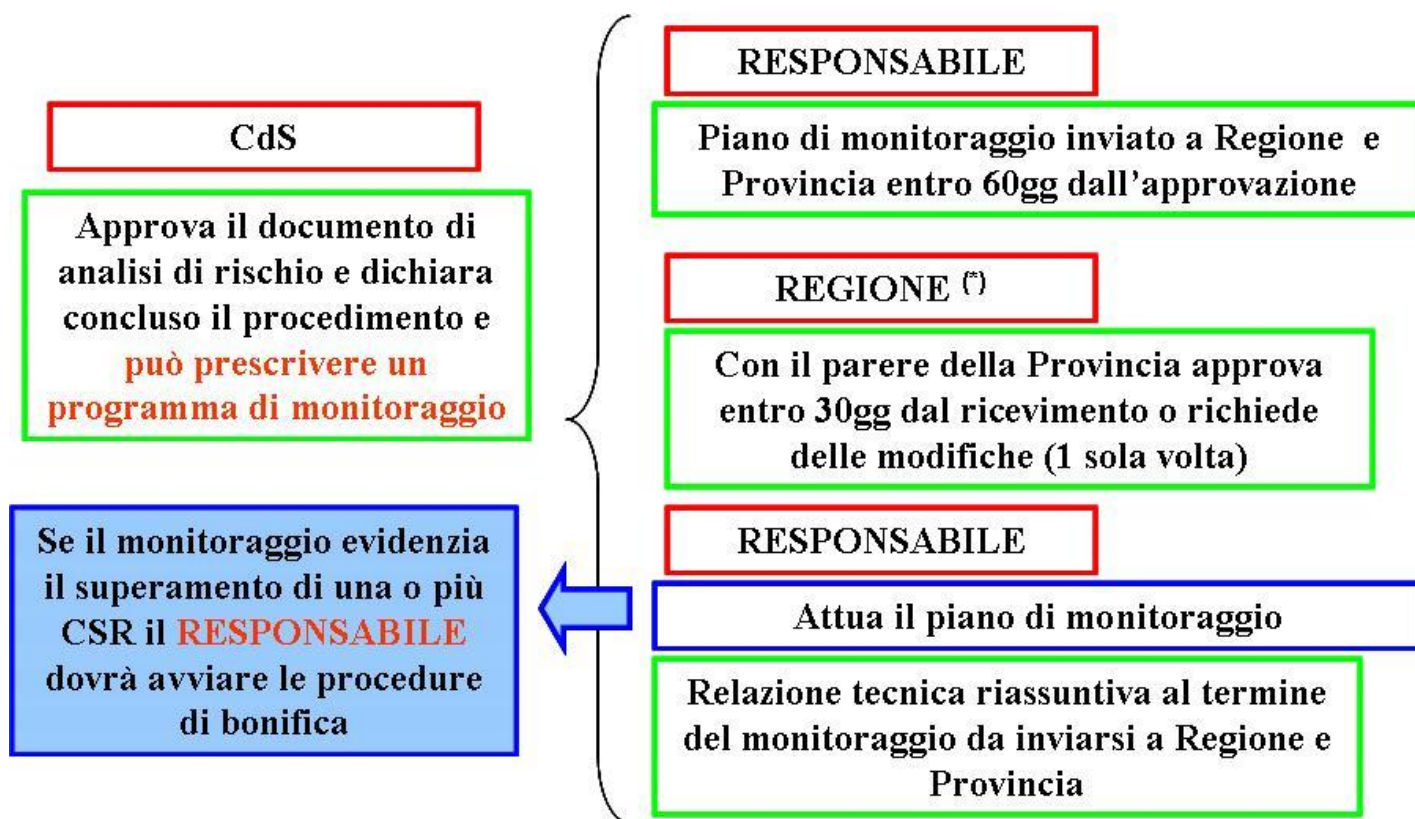 CdS
Approva il documento di
analisi di rischio e dichiara
concluso il procedimento e
può prescrivere un
programma di monitoraggio
Se il monitoraggio evidenzia
il superamento di una o più
CSR il RESPONSABILE
dovrà avviare le procedure
di bonifica
RESPONSABILE
Piano di monitoraggio inviato a Regione e
Provincia entro 60gg dall'approvazione
REGIONE (*)
Con il parere della Provincia approva
entro 30gg dal ricevimento o richiede
delle modifiche (1 sola volta)
RESPONSABILE
Attua il piano di monitoraggio
Relazione tecnica riassuntiva al termine
del monitoraggio da inviarsi a Regione e
Provincia